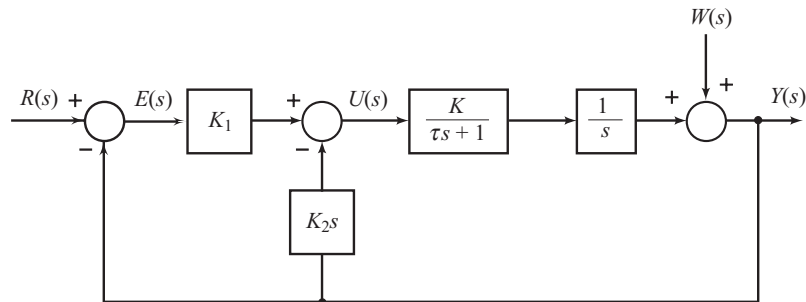 W(s)
R(s) + E(s) K₁ + U(s) K/(τs + 1) 1/s + + Y(s)
− −
K₂s